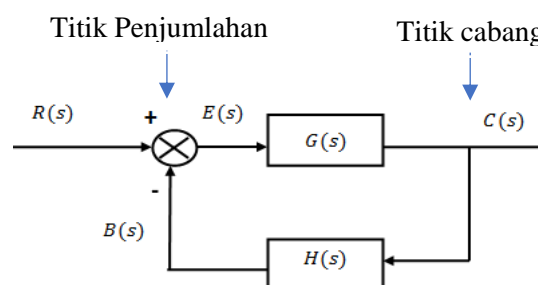 Titik Penjumlahan
Titik cabang
R(s)
+
E(s)
G(s)
C(s)
-
B(s)
H(s)